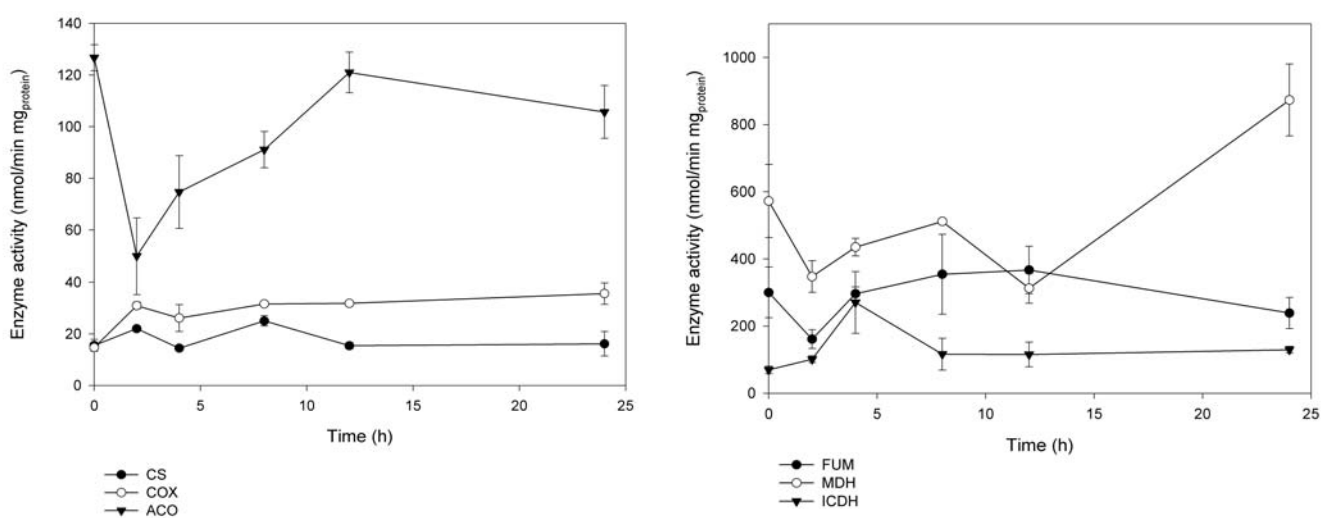 140
120
100
80
60
40
20
0
Enzyme activity (nmol/min mgprotein)
0 5 10 15 20 25
Time (h)
CS
COX
ACO
1000
800
600
400
200
0
Enzyme activity (nmol/min mgprotein)
0 5 10 15 20 25
Time (h)
FUM
MDH
ICDH